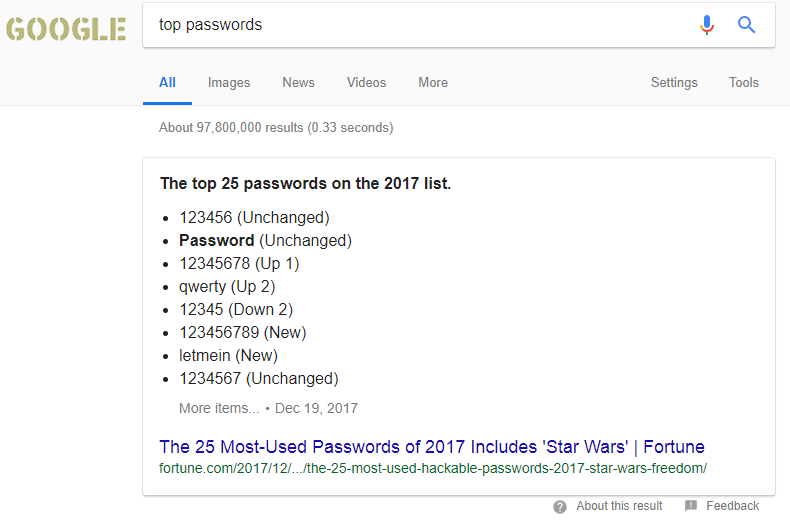 GOOGLE
top passwords
All Images News Videos More Settings Tools
About 97,800,000 results (0.33 seconds)
The top 25 passwords on the 2017 list.
• 123456 (Unchanged)
• Password (Unchanged)
• 12345678 (Up 1)
• qwerty (Up 2)
• 12345 (Down 2)
• 123456789 (New)
• letmein (New)
• 1234567 (Unchanged)
More items... • Dec 19, 2017
The 25 Most-Used Passwords of 2017 Includes 'Star Wars' | Fortune
fortune.com/2017/12/.../the-25-most-used-hackable-passwords-2017-star-wars-freedom/
About this result Feedback